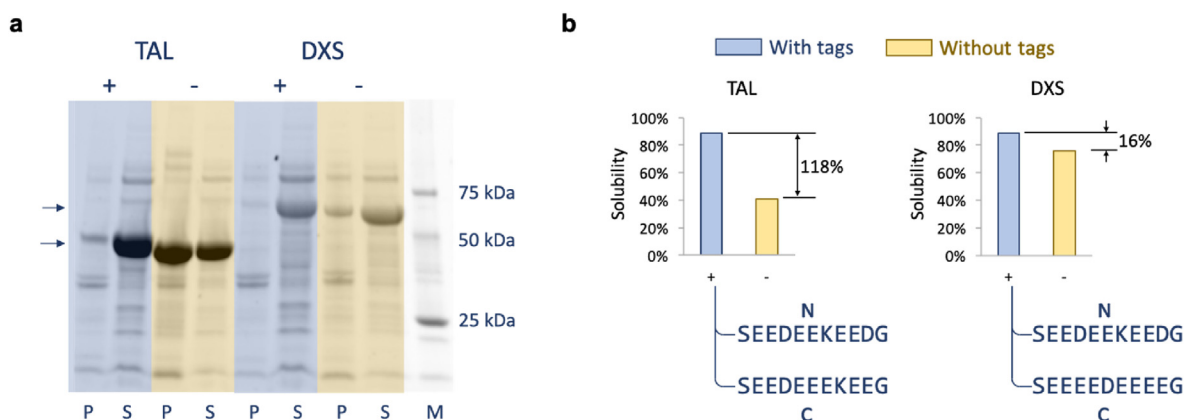 a
TAL DXS
+ - + -
75 kDa
50 kDa
25 kDa
P S P S P S P S M
b
With tags Without tags
TAL DXS
Solubility
100%
80%
60%
40%
20%
0%
118%
+ -
N
SEEDEEKEEDG
SEEDEEEKEEG
C
Solubility
100%
80%
60%
40%
20%
0%
16%
+ -
N
SEEDEEKEEDG
SEEEEDEEEEG
C